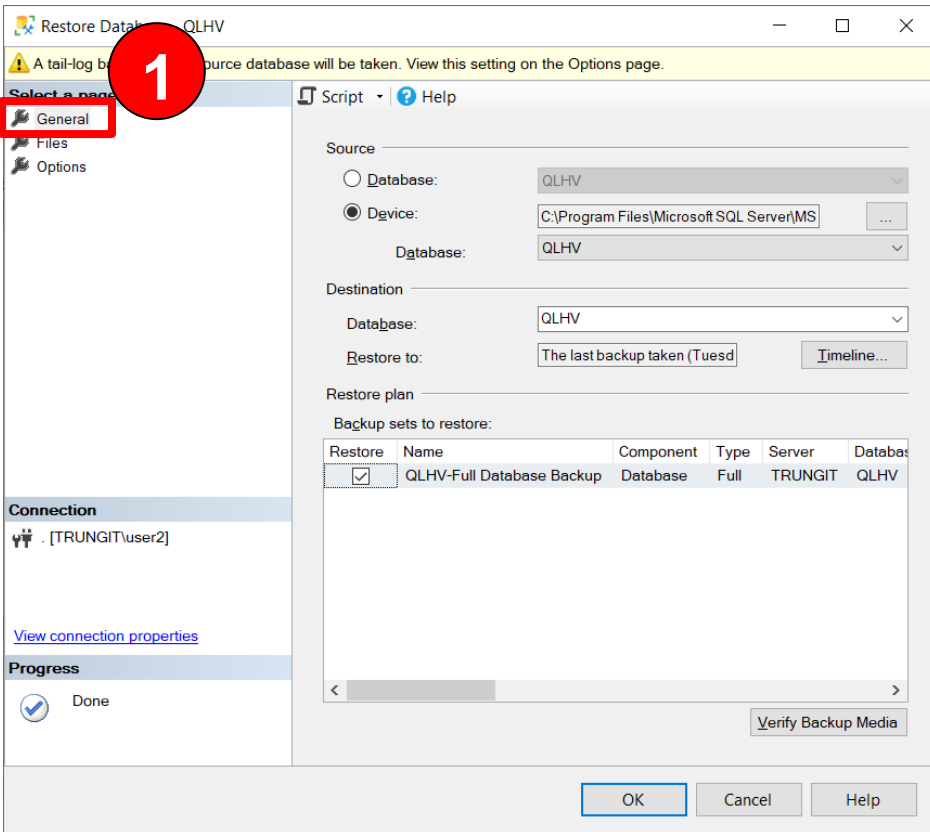 Restore Database QLHV
1
A tail-log ba urce database will be taken. View this setting on the Options page.
Select a page
General
Files
Options
Script Help
Source
Database: QLHV
Device: C:\Program Files\Microsoft SQL Server\MS ...
Database: QLHV
Destination
Database: QLHV
Restore to: The last backup taken (Tuesd Timeline...
Restore plan
Backup sets to restore:
Restore Name Component Type Server Databas
QLHV-Full Database Backup Database Full TRUNGIT QLHV
Connection
. [TRUNGIT\user2]
View connection properties
Progress
Done
Verify Backup Media
OK Cancel Help